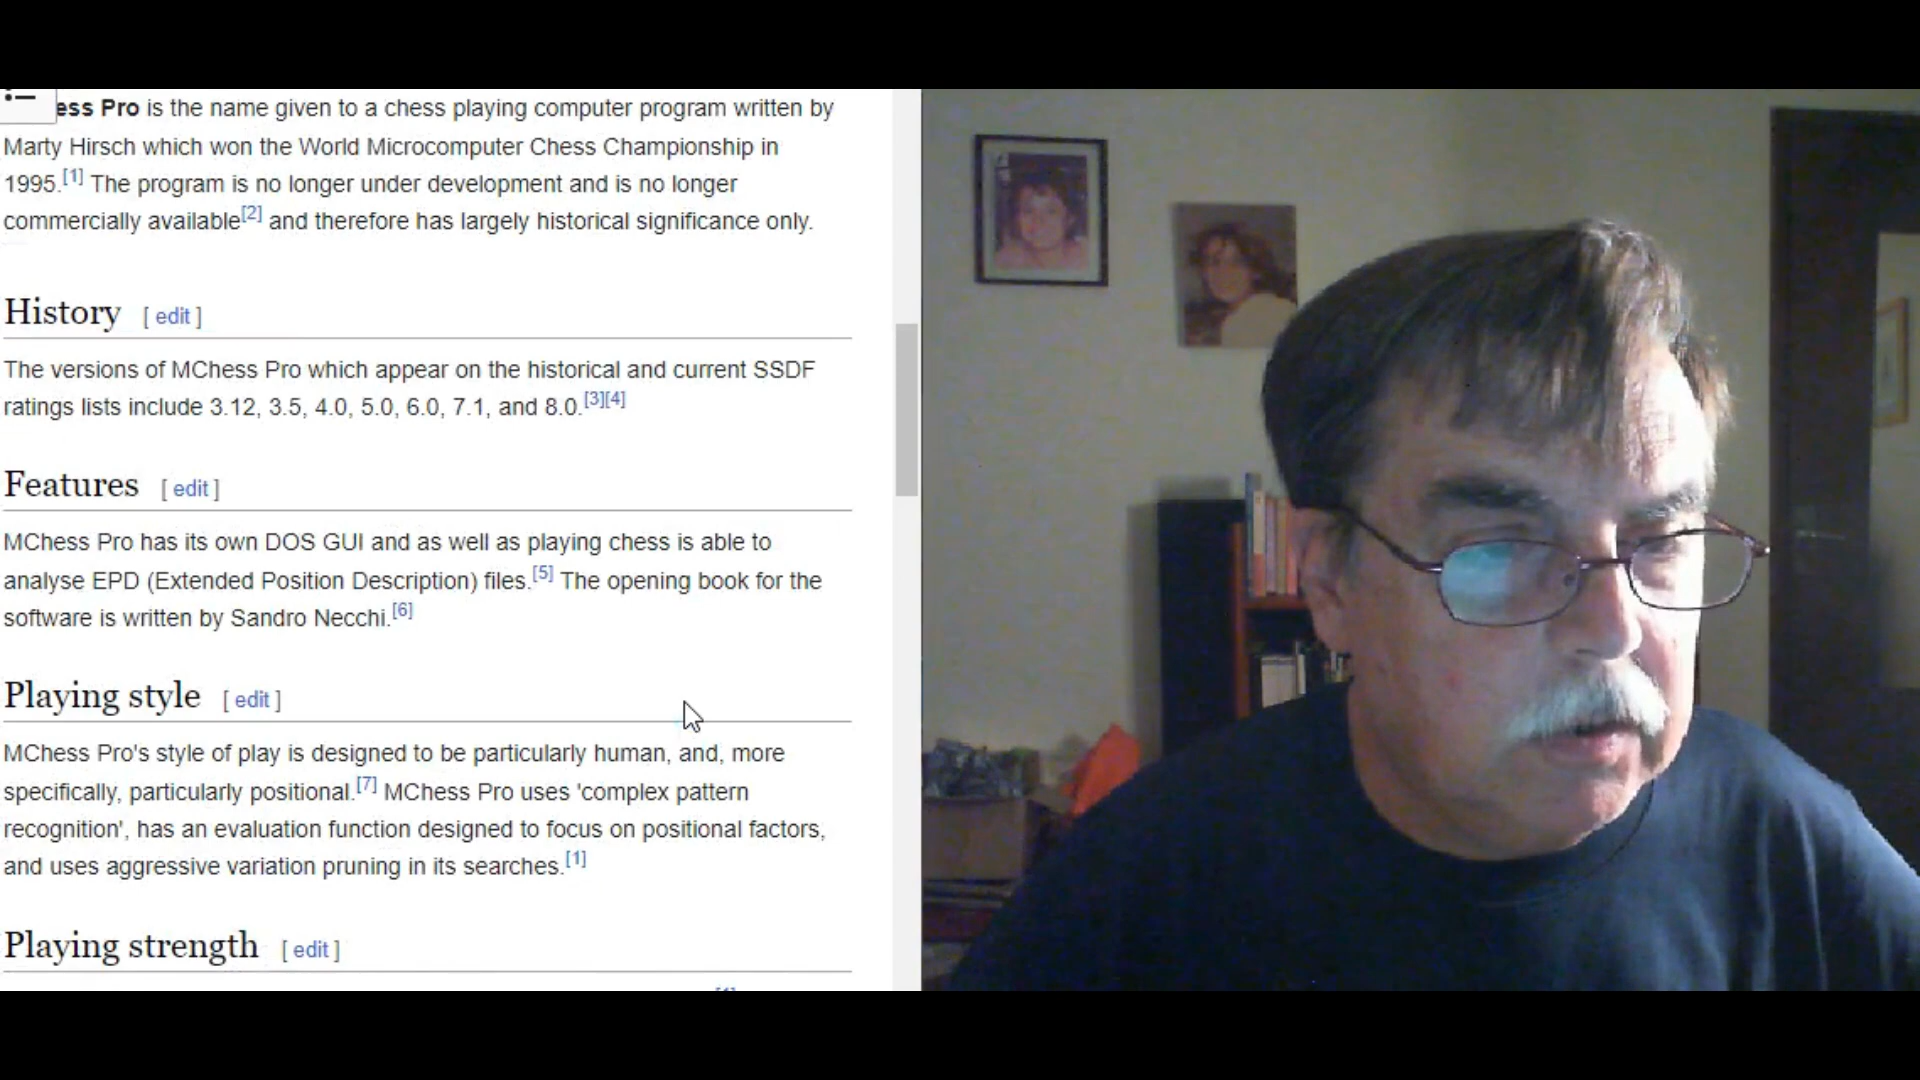 ess Pro is the name given to a chess playing computer program written by
Marty Hirsch which won the World Microcomputer Chess Championship in
1995.[1] The program is no longer under development and is no longer
commercially available[2] and therefore has largely historical significance only.
History [ edit ]
The versions of MChess Pro which appear on the historical and current SSDF
ratings lists include 3.12, 3.5, 4.0, 5.0, 6.0, 7.1, and 8.0.[3][4]
Features [ edit ]
MChess Pro has its own DOS GUI and as well as playing chess is able to
analyse EPD (Extended Position Description) files.[5] The opening book for the
software is written by Sandro Necchi.[6]
Playing style [ edit ]
MChess Pro's style of play is designed to be particularly human, and, more
specifically, particularly positional.[7] MChess Pro uses 'complex pattern
recognition', has an evaluation function designed to focus on positional factors,
and uses aggressive variation pruning in its searches.[1]
Playing strength [ edit ]